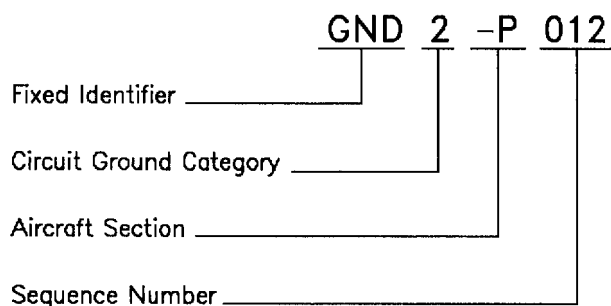 GND 2 -P 012
Fixed Identifier
Circuit Ground Category
Aircraft Section
Sequence Number